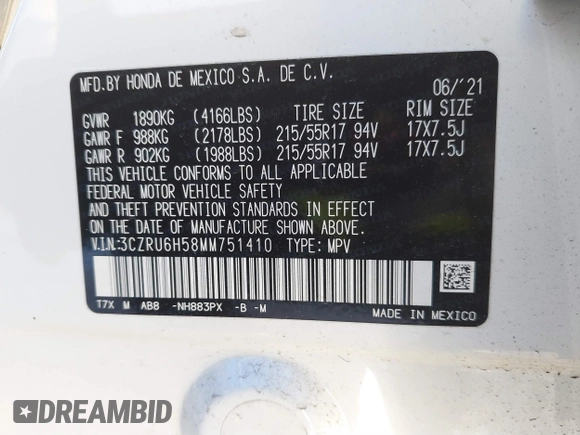 MFD.BY HONDA DE MEXICO S.A. DE C.V.
06/'21
GVWR 1890KG (4166LBS) TIRE SIZE RIM SIZE
GAWR F 988KG (2178LBS) 215/55R17 94V 17X7.5J
GAWR R 902KG (1988LBS) 215/55R17 94V 17X7.5J
THIS VEHICLE CONFORMS TO ALL APPLICABLE
FEDERAL MOTOR VEHICLE SAFETY
AND THEFT PREVENTION STANDARDS IN EFFECT
ON THE DATE OF MANUFACTURE SHOWN ABOVE.
V.I.N:3CZRU6H58MM751410 TYPE: MPV
T7X M AB8 -NH883PX -B -M
MADE IN MEXICO
$DREAMBID